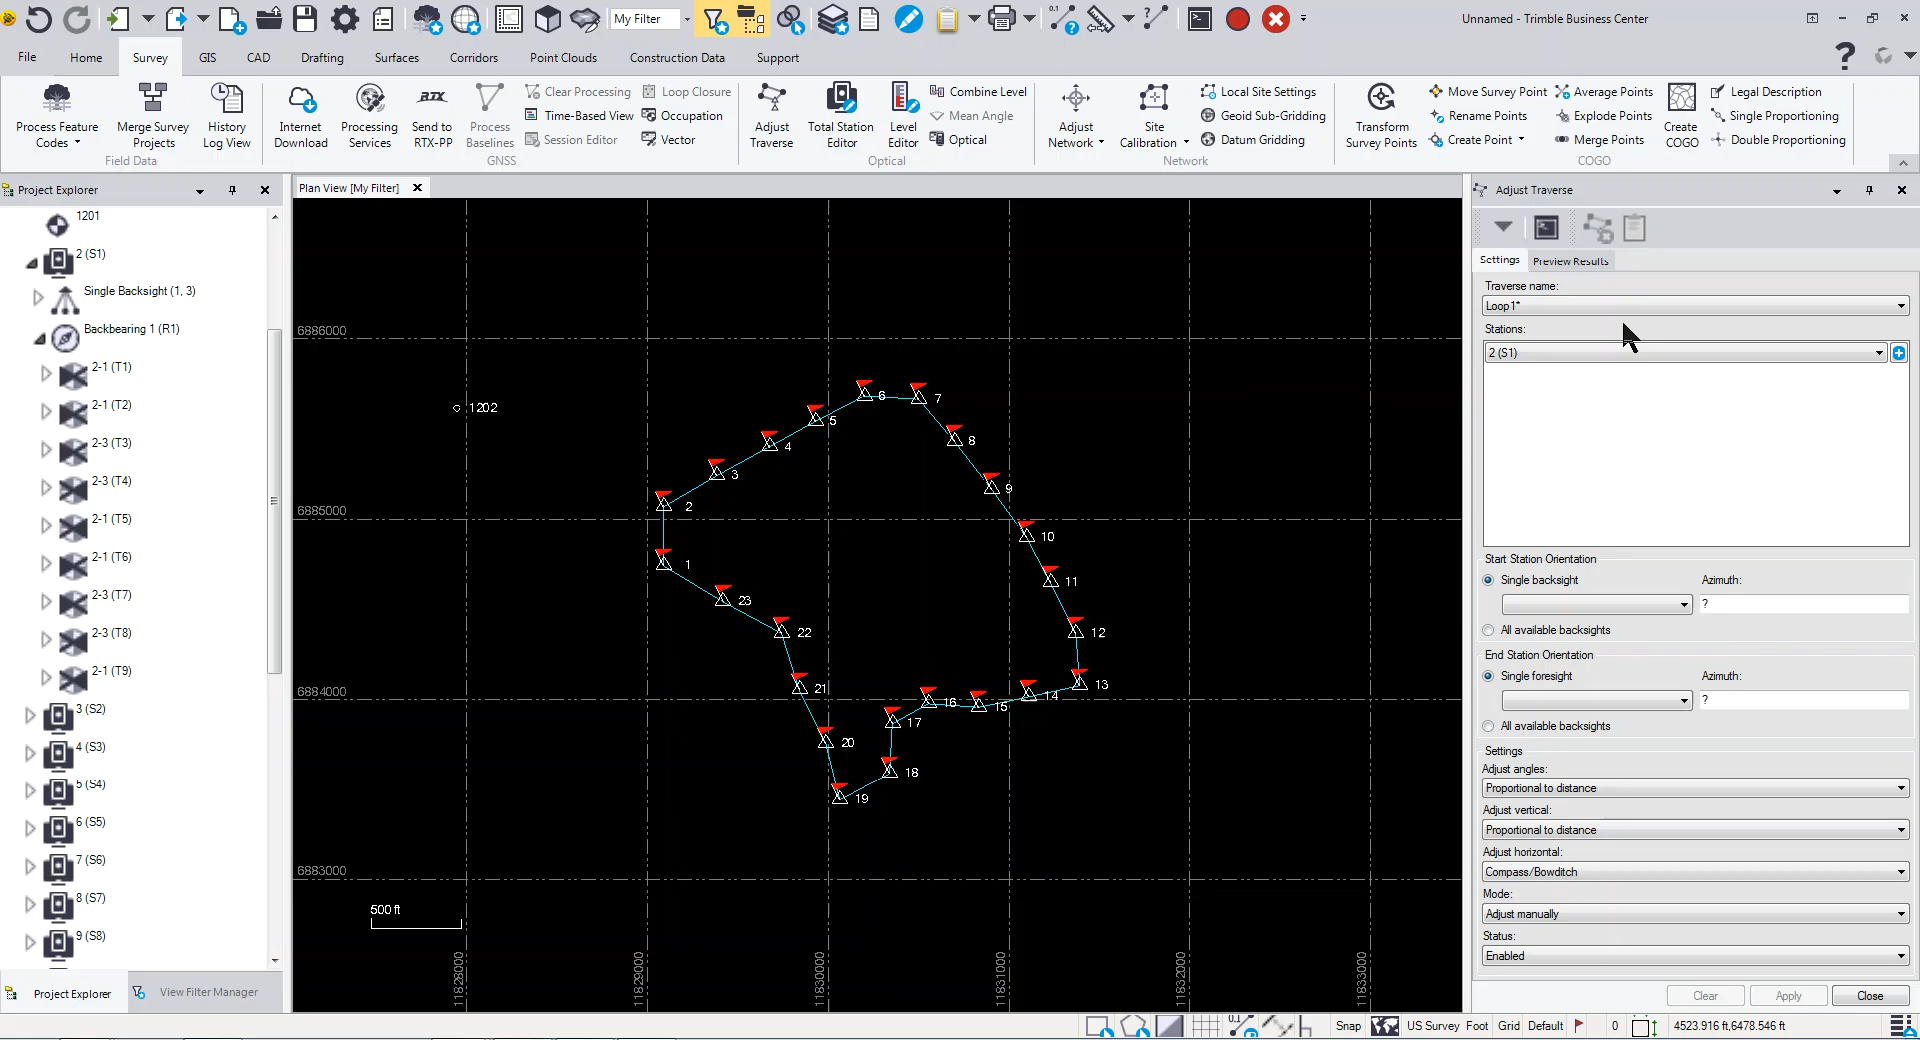 My Filter
Unnamed - Trimble Business Center
File
Home
Survey
GIS
CAD
Drafting
Surfaces
Corridors
Point Clouds
Construction Data
Support
Process Feature Codes
Merge Survey Projects
History Log View
Field Data
Internet Download
Processing Services
RTX
Send to RTX-PP
Process Baselines
Clear Processing
Time-Based View
Session Editor
Loop Closure
Occupation
Vector
GNSS
Adjust Traverse
Total Station Editor
Level Editor
Combine Level
Mean Angle
Optical
Optical
Adjust Network
Site Calibration
Local Site Settings
Geoid Sub-Gridding
Datum Gridding
Network
Transform Survey Points
Move Survey Point
Rename Points
Create Point
Average Points
Explode Points
Merge Points
Create COGO
Legal Description
Single Proportioning
Double Proportioning
COGO
Project Explorer
1201
2 (S1)
Single Backsight (1, 3)
Backbearing 1 (R1)
2-1 (T1)
2-1 (T2)
2-3 (T3)
2-3 (T4)
2-1 (T5)
2-1 (T6)
2-3 (T7)
2-3 (T8)
2-1 (T9)
3 (S2)
4 (S3)
5 (S4)
6 (S5)
7 (S6)
8 (S7)
9 (S8)
Project Explorer
View Filter Manager
Plan View [My Filter]
6886000
6885000
6884000
6883000
1202
1
2
3
4
5
6
7
8
9
10
11
12
13
14
15
16
17
18
19
20
21
22
23
500 ft
11828000
11829000
11830000
11831000
11832000
11833000
Adjust Traverse
Settings
Preview Results
Traverse name:
Loop1*
Stations:
2 (S1)
Start Station Orientation
Single backsight
Azimuth:
?
All available backsights
End Station Orientation
Single foresight
Azimuth:
?
All available backsights
Settings
Adjust angles:
Proportional to distance
Adjust vertical:
Proportional to distance
Adjust horizontal:
Compass/Bowditch
Mode:
Adjust manually
Status:
Enabled
Clear
Apply
Close
Snap
US Survey Foot
Grid
Default
0
4523.916 ft,6478.546 ft